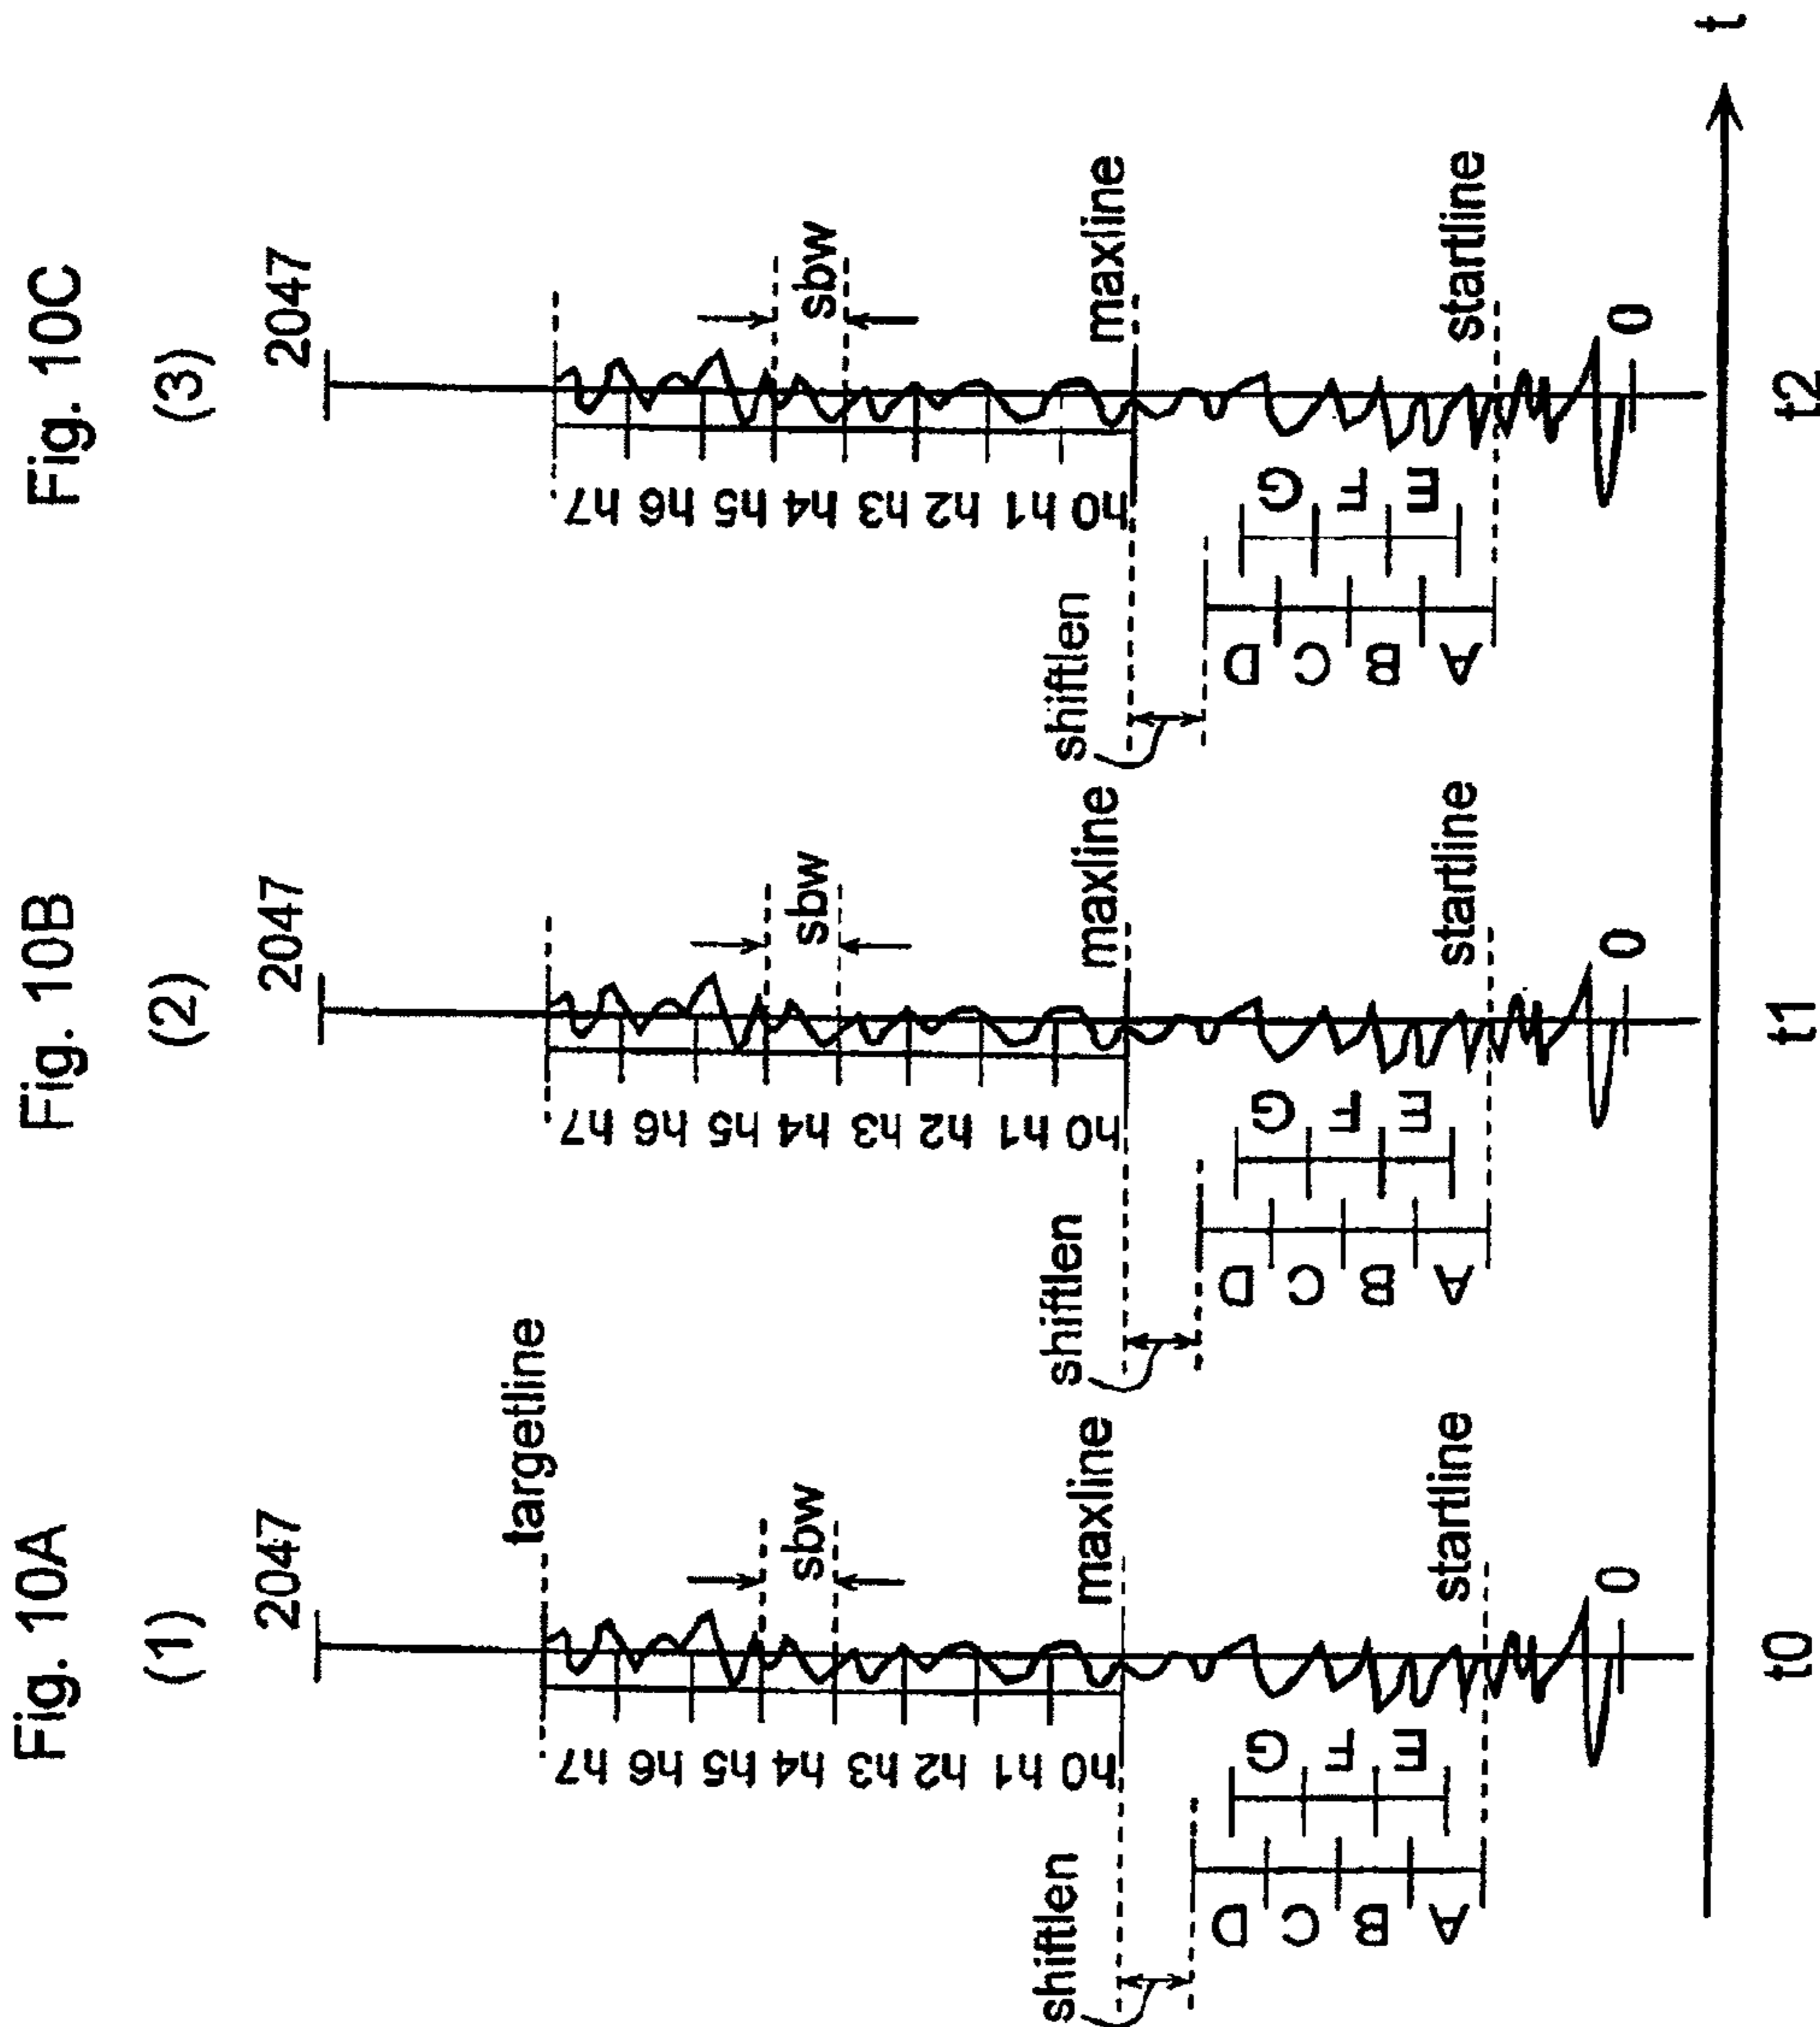 Fig. 10A
(1)
2047
targetline
sbw
h7 h6 h5 h4 h3 h2 h1 h0
maxline
shiftlen
D C B A
G F E
startline
0
t0
Fig. 10B
(2)
2047
sbw
h7 h6 h5 h4 h3 h2 h1 h0
maxline
shiftlen
D C B A
G F E
startline
0
t1
Fig. 10C
(3)
2047
sbw
h7 h6 h5 h4 h3 h2 h1 h0
maxline
shiftlen
D C B A
G F E
startline
0
t2
t